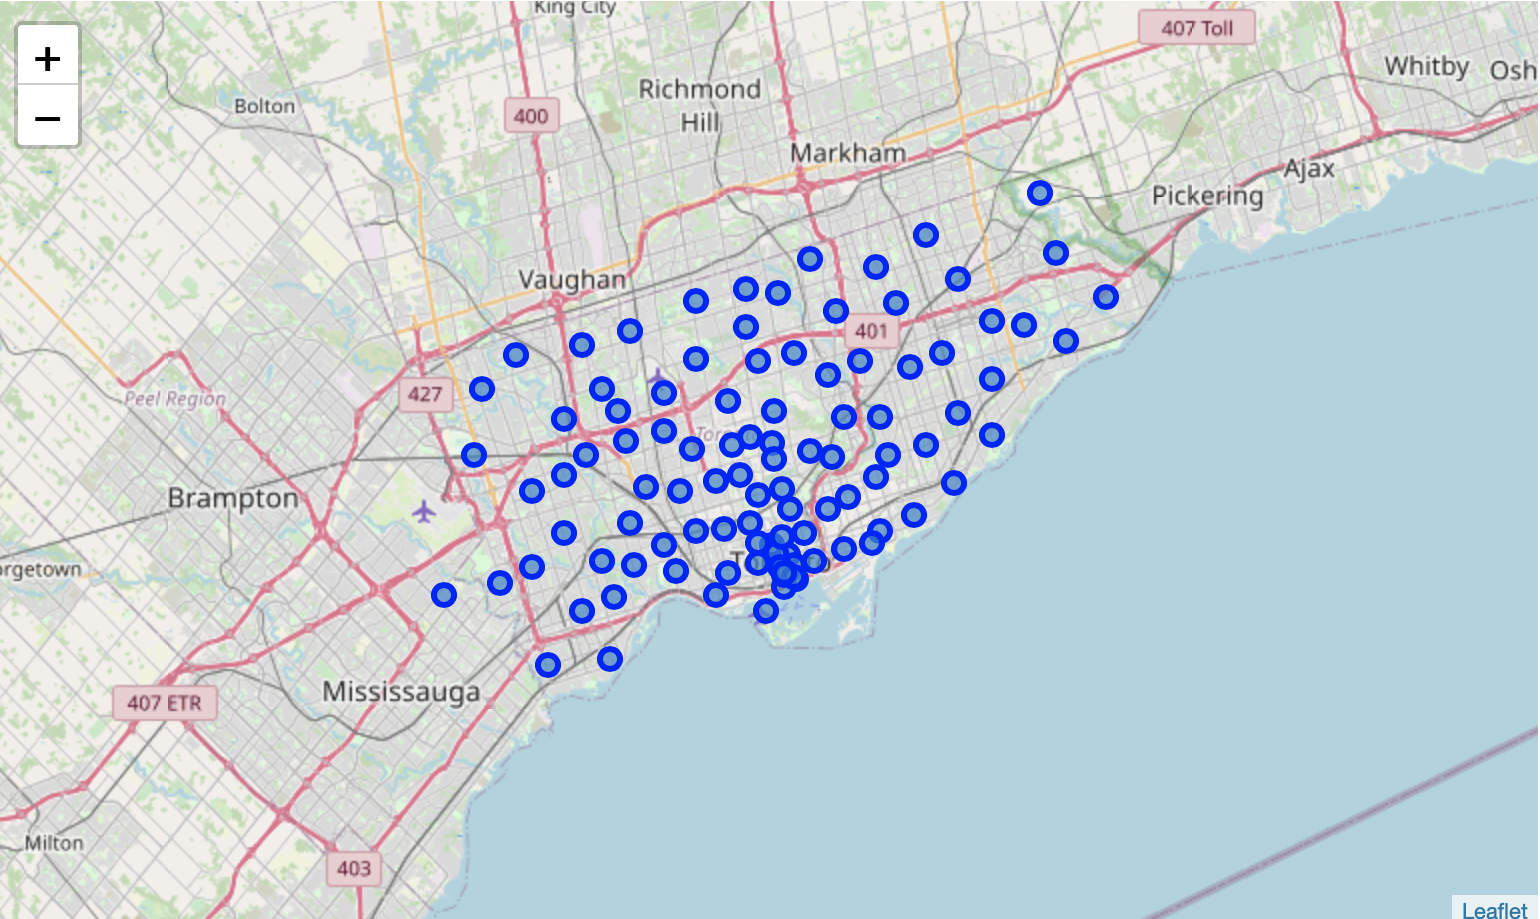 King City
407 Toll
+
Whitby
Osh
Richmond
Hill
Bolton
400
−
Markham
Ajax
Pickering
Vaughan
401
427
Peel Region
Brampton
orgetown
Mississauga
407 ETR
Milton
403
Leaflet